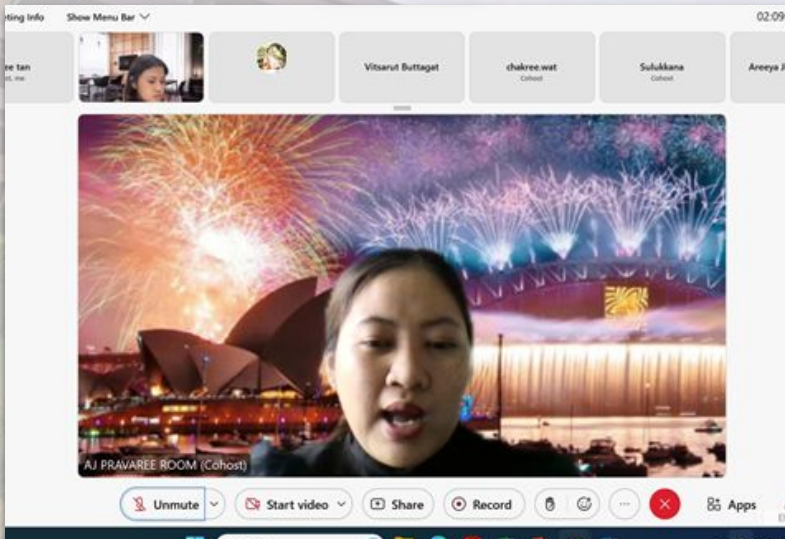 eting Info Show Menu Bar 02:09
ee tan
Vitsarut Buttagat
chakree.wat
Cohost
Sulukkana
Cohost
Areeya J
AJ PRAVAREE ROOM (Cohost)
Unmute Start video Share Record Apps